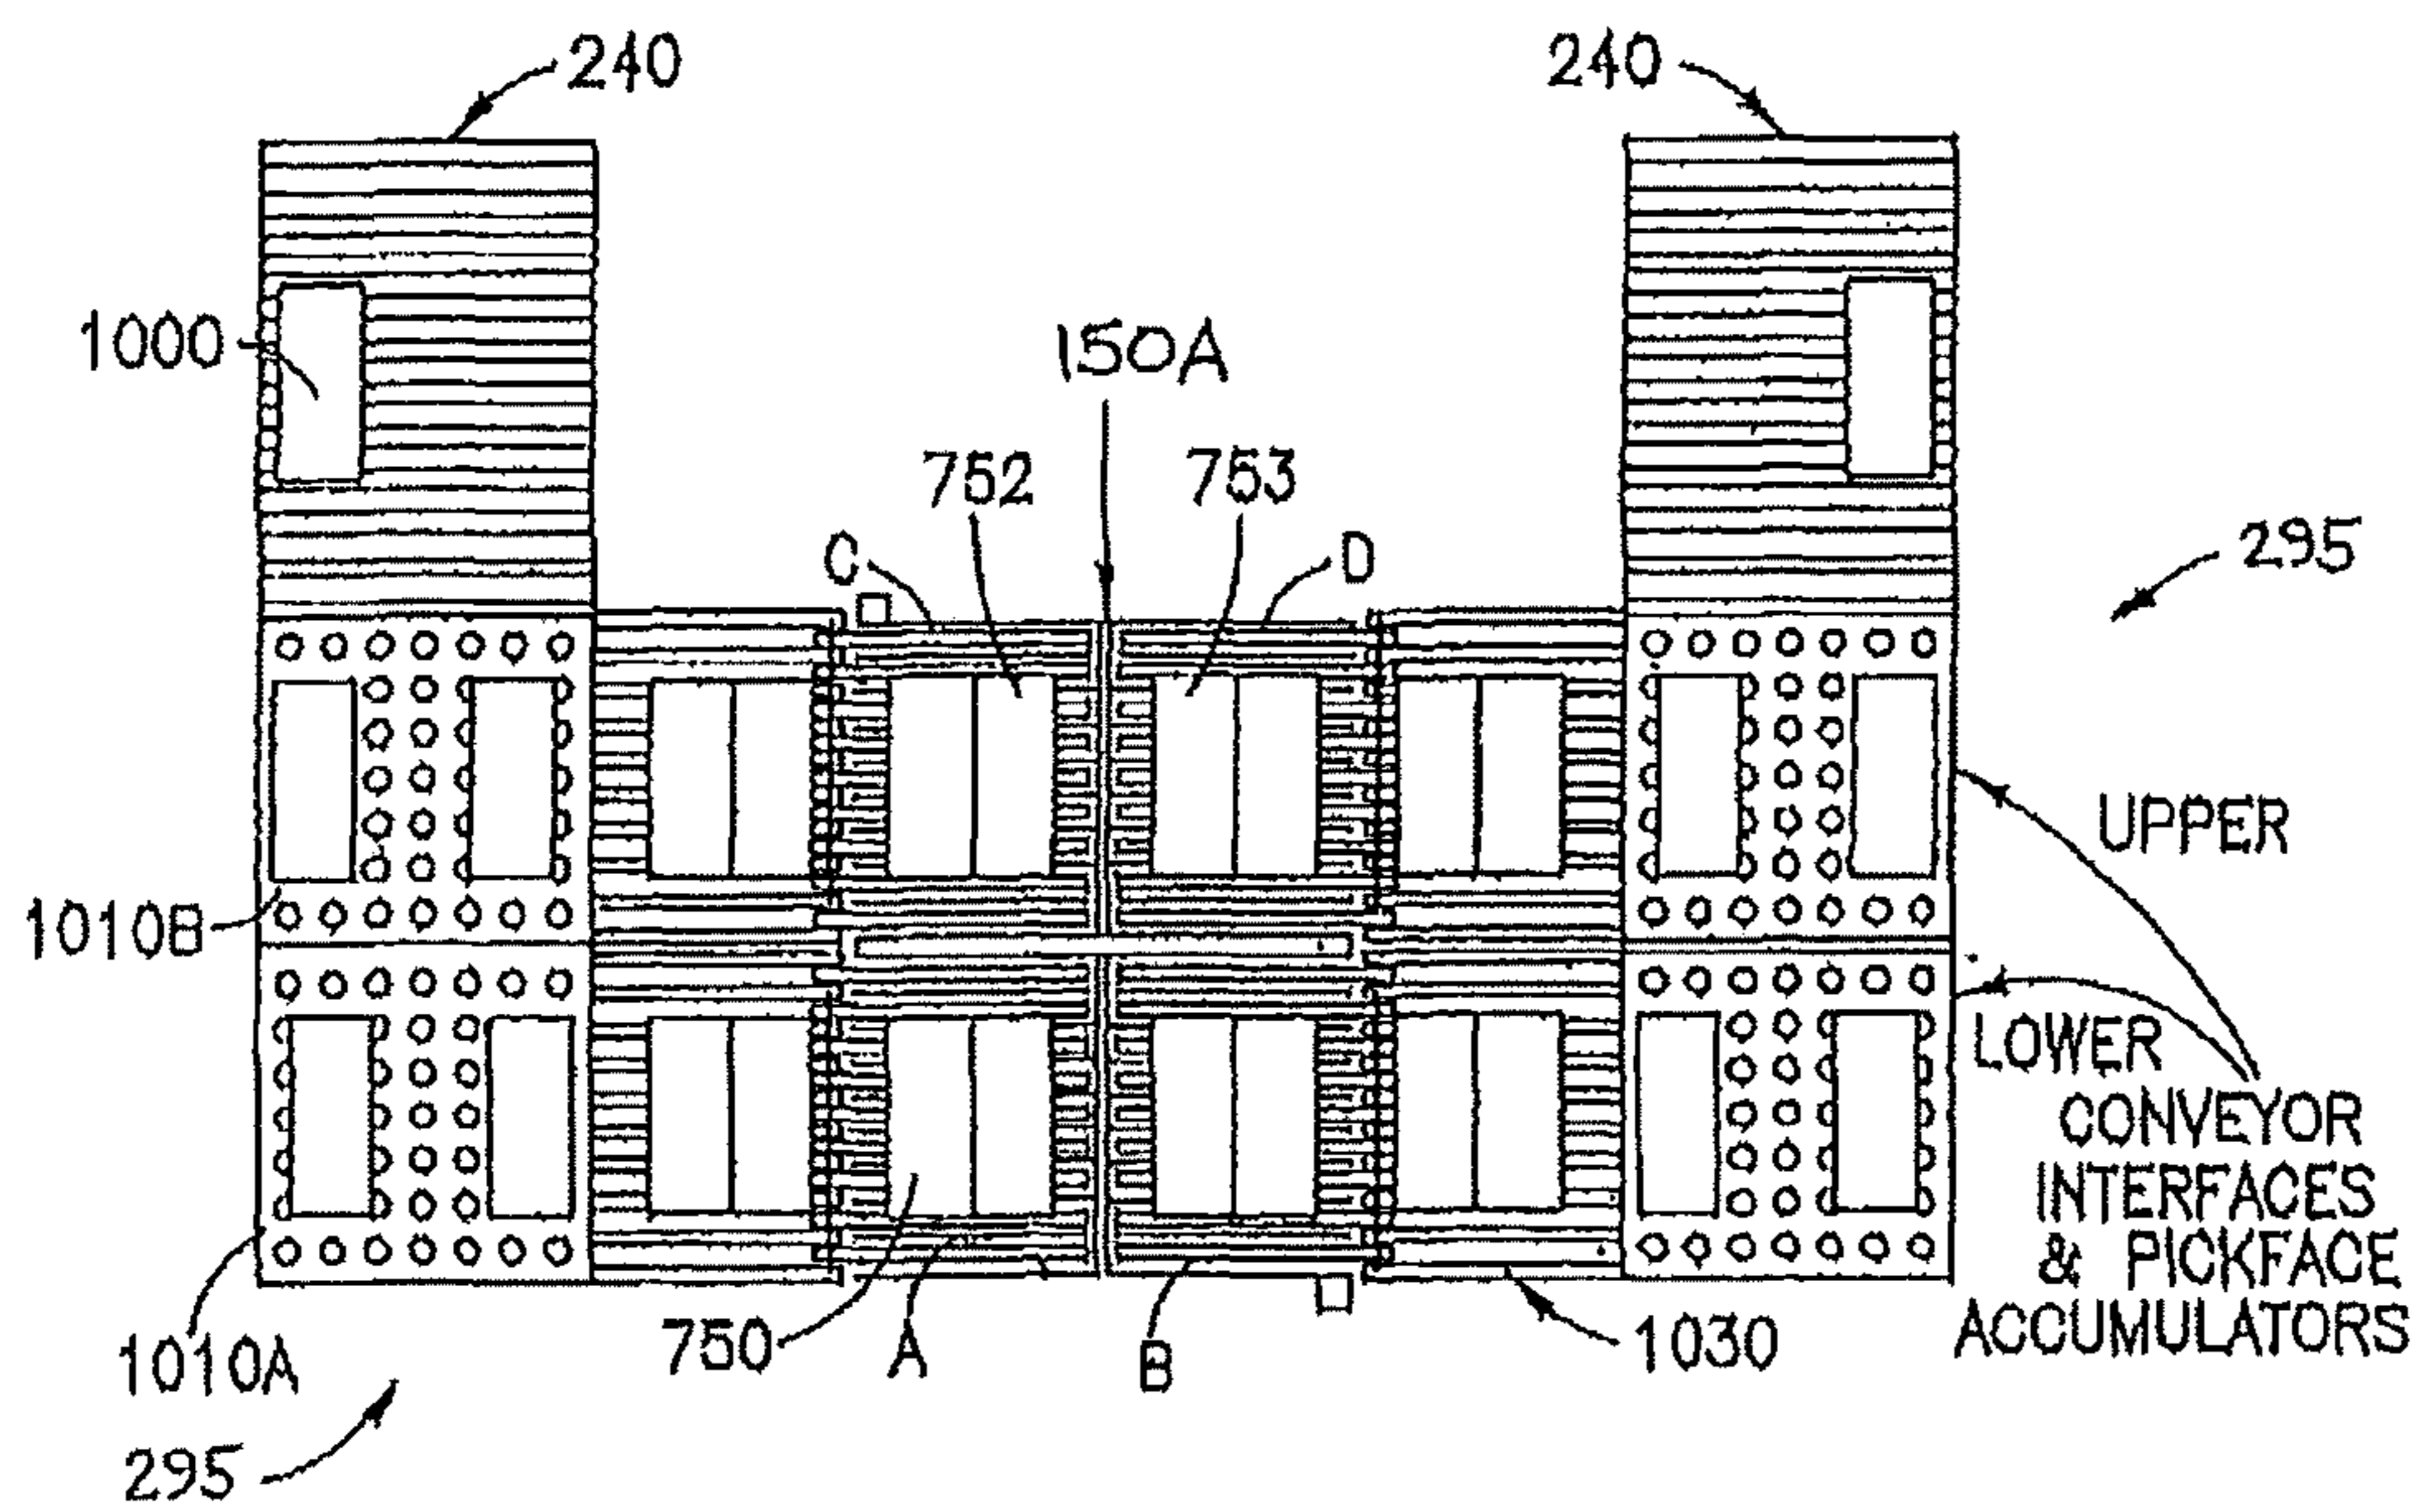 240
240
1000
150A
752
753
C
D
295
UPPER
1010B
LOWER
CONVEYOR
INTERFACES
& PICKFACE
ACCUMULATORS
750
A
B
1030
1010A
295